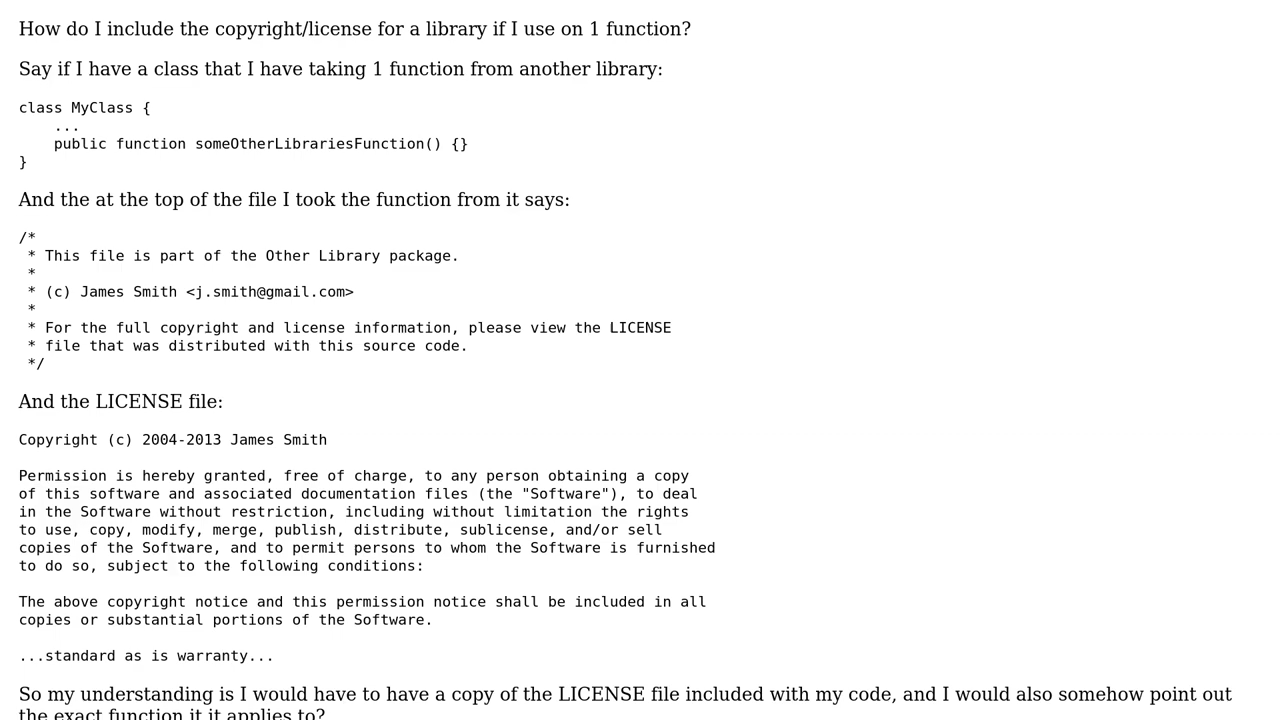 How do I include the copyright/license for a library if I use on 1 function?
Say if I have a class that I have taking 1 function from another library:
class MyClass {
    ...
    public function someOtherLibrariesFunction() {}
}
And the at the top of the file I took the function from it says:
/*
 * This file is part of the Other Library package.
 *
 * (c) James Smith <j.smith@gmail.com>
 *
 * For the full copyright and license information, please view the LICENSE
 * file that was distributed with this source code.
 */
And the LICENSE file:
Copyright (c) 2004-2013 James Smith
Permission is hereby granted, free of charge, to any person obtaining a copy
of this software and associated documentation files (the "Software"), to deal
in the Software without restriction, including without limitation the rights
to use, copy, modify, merge, publish, distribute, sublicense, and/or sell
copies of the Software, and to permit persons to whom the Software is furnished
to do so, subject to the following conditions:
The above copyright notice and this permission notice shall be included in all
copies or substantial portions of the Software.
...standard as is warranty...
So my understanding is I would have to have a copy of the LICENSE file included with my code, and I would also somehow point out
the exact function it it applies to?